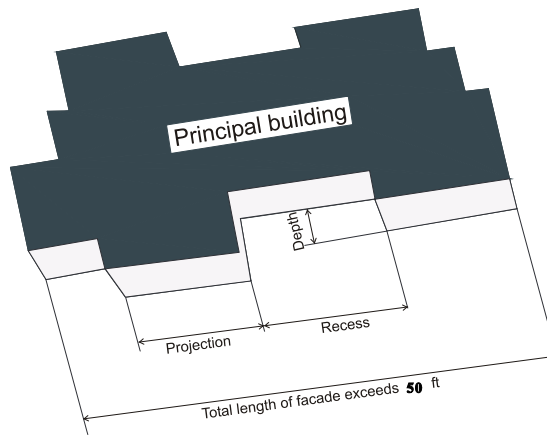 Principal building
Depth
Projection
Recess
Total length of facade exceeds 50 ft